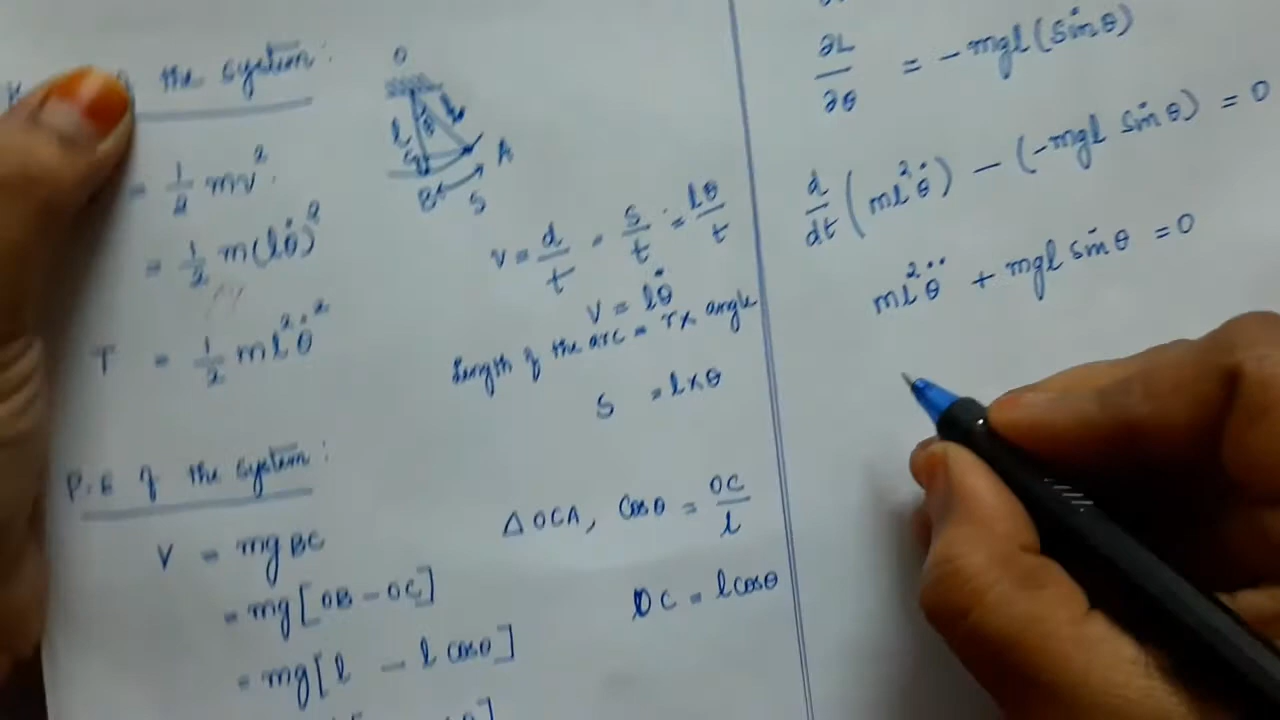 of the system:
O
l θ l
C
A
B
S
= 1/2 mv²
= 1/2 m(lθ̇)²
T = 1/2 ml²θ̇²
V = d/t = s/t = lθ/t
V = lθ̇
Length of the arc = r× angle
S = l×θ
P.E of the system:
V = mg BC
= mg[OB – OC]
= mg[l – l cosθ]
△OCA, Cosθ = OC/l
OC = l cosθ
∂L/∂θ = -mgl(sinθ)
d/dt (ml²θ̇) – (-mgl sinθ) = 0
ml²θ̈ + mgl sinθ = 0